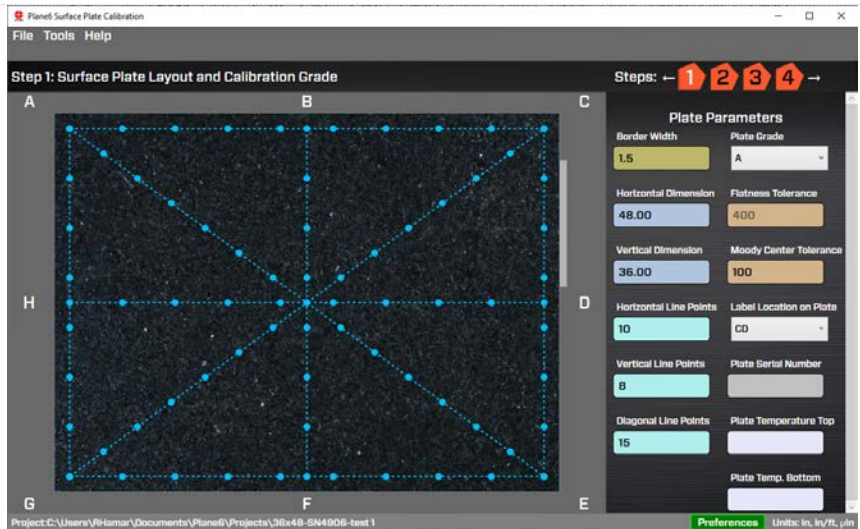 Plane6 Surface Plate Calibration
File Tools Help
Step 1: Surface Plate Layout and Calibration Grade
Steps: ← 1 2 3 4 →
A B C
H D
G F E
Plate Parameters
Border Width Plate Grade
1.5 A
Horizontal Dimension Flatness Tolerance
48.00 400
Vertical Dimension Moody Center Tolerance
36.00 100
Horizontal Line Points Label Location on Plate
10 CD
Vertical Line Points Plate Serial Number
8
Diagonal Line Points Plate Temperature Top
15
Plate Temp. Bottom
Project:C:\Users\RHamar\Documents\Plane6\Projects\36x48-SN4906-test 1 Preferences Units: in, in/ft, µin